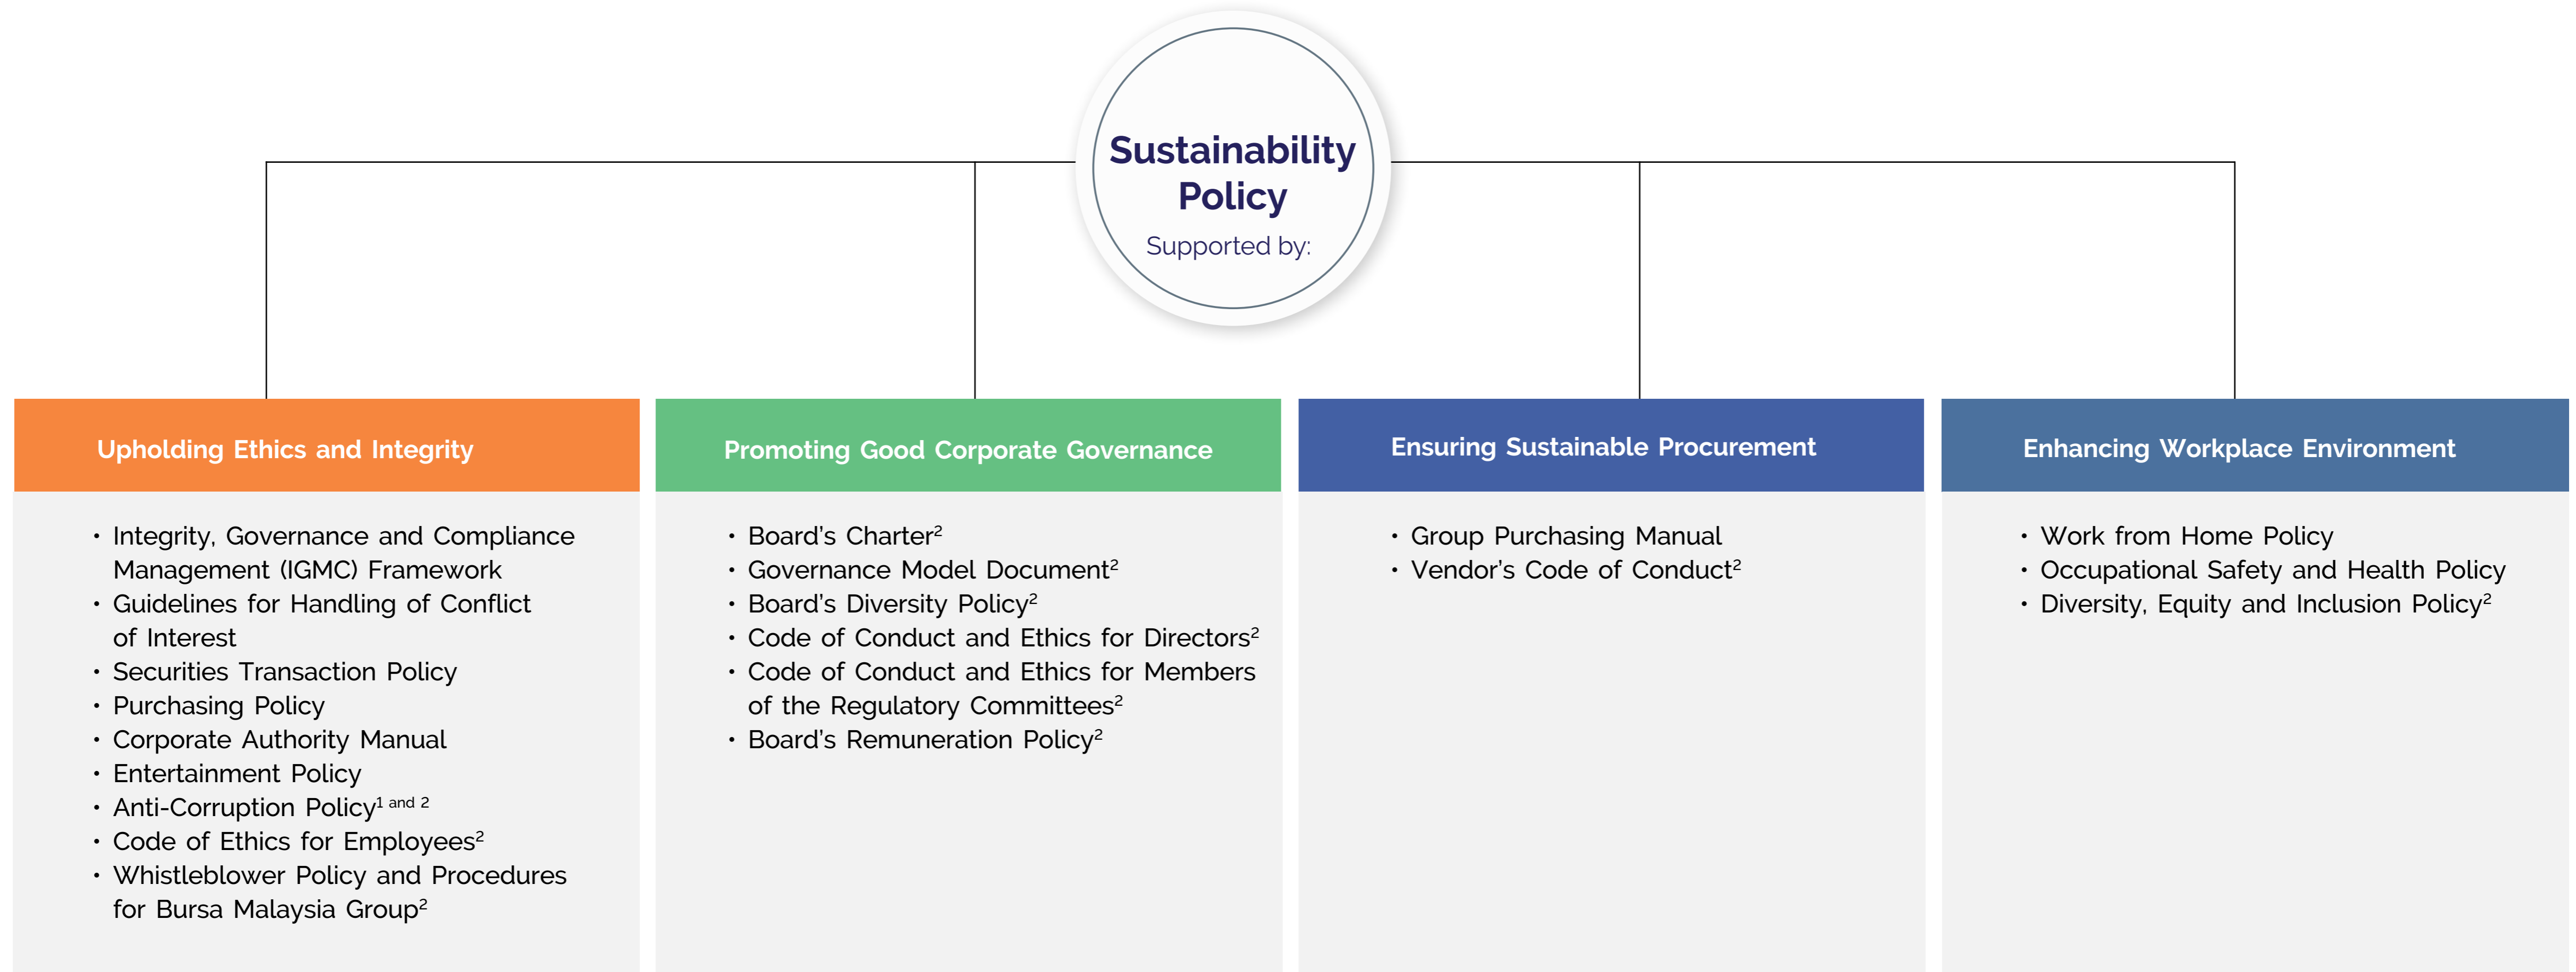 Sustainability
Policy
Supported by:
Upholding Ethics and Integrity
• Integrity, Governance and Compliance
Management (IGMC) Framework
• Guidelines for Handling of Conflict
of Interest
• Securities Transaction Policy
• Purchasing Policy
• Corporate Authority Manual
• Entertainment Policy
• Anti-Corruption Policy¹ ᵃⁿᵈ ²
• Code of Ethics for Employees²
• Whistleblower Policy and Procedures
for Bursa Malaysia Group²
Promoting Good Corporate Governance
• Board’s Charter²
• Governance Model Document²
• Board’s Diversity Policy²
• Code of Conduct and Ethics for Directors²
• Code of Conduct and Ethics for Members
of the Regulatory Committees²
• Board’s Remuneration Policy²
Ensuring Sustainable Procurement
• Group Purchasing Manual
• Vendor’s Code of Conduct²
Enhancing Workplace Environment
• Work from Home Policy
• Occupational Safety and Health Policy
• Diversity, Equity and Inclusion Policy²